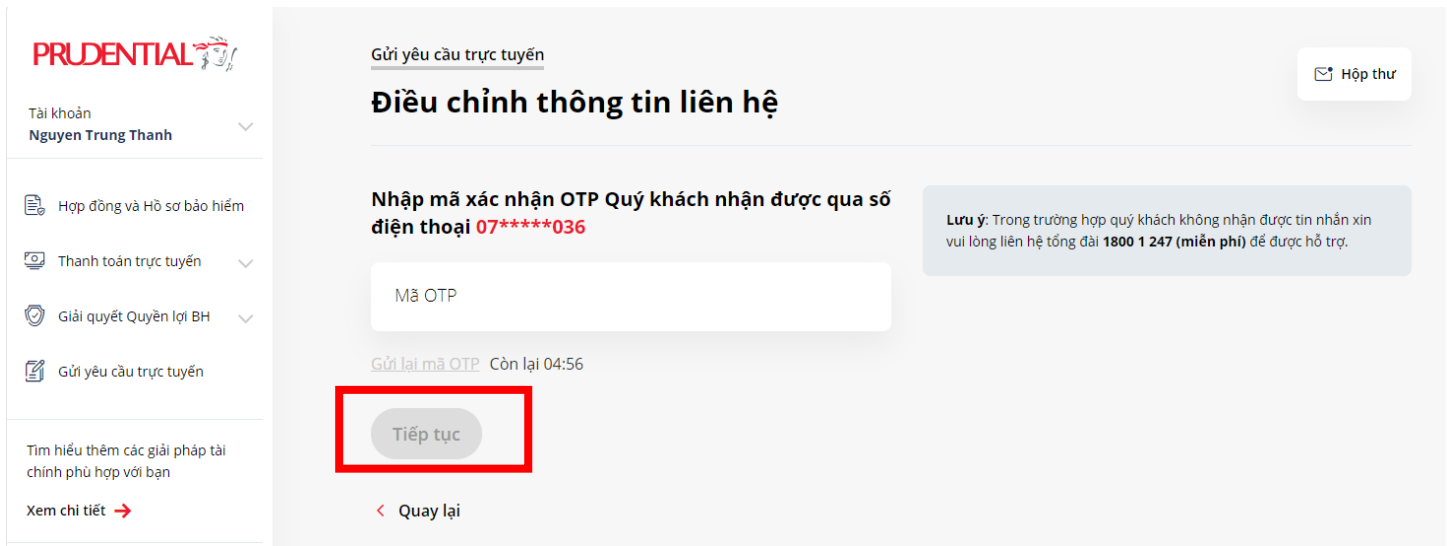 PRUDENTIAL
Tài khoản
Nguyen Trung Thanh
Hợp đồng và Hồ sơ bảo hiểm
Thanh toán trực tuyến
Giải quyết Quyền lợi BH
Gửi yêu cầu trực tuyến
Tìm hiểu thêm các giải pháp tài
chính phù hợp với bạn
Xem chi tiết
Gửi yêu cầu trực tuyến
Điều chỉnh thông tin liên hệ
Hộp thư
Nhập mã xác nhận OTP Quý khách nhận được qua số
điện thoại 07*****036
Mã OTP
Gửi lại mã OTP Còn lại 04:56
Tiếp tục
Quay lại
Lưu ý: Trong trường hợp quý khách không nhận được tin nhắn xin
vui lòng liên hệ tổng đài 1800 1 247 (miễn phí) để được hỗ trợ.